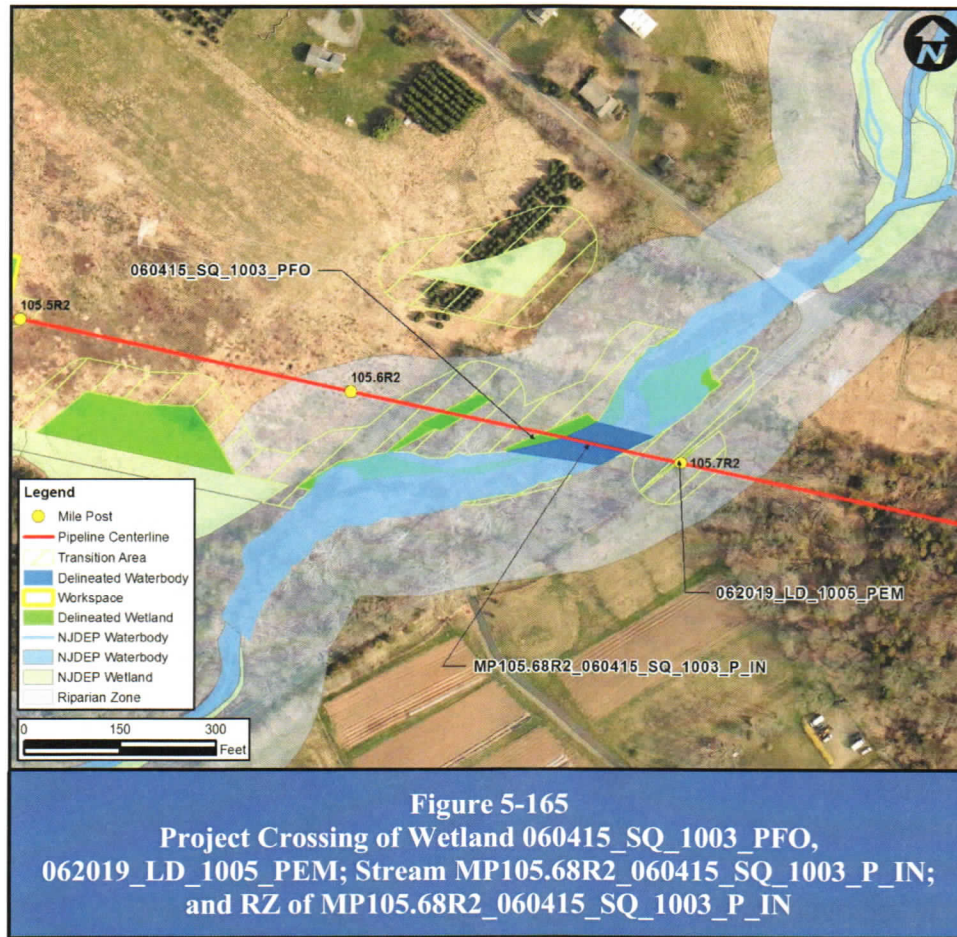 N
060415_SQ_1003_PFO
105.5R2
105.6R2
105.7R2
062019_LD_1005_PEM
MP105.68R2_060415_SQ_1003_P_IN
Legend
Mile Post
Pipeline Centerline
Transition Area
Delineated Waterbody
Workspace
Delineated Wetland
NJDEP Waterbody
NJDEP Waterbody
NJDEP Wetland
Riparian Zone
0 150 300
Feet
Figure 5-165
Project Crossing of Wetland 060415_SQ_1003_PFO,
062019_LD_1005_PEM; Stream MP105.68R2_060415_SQ_1003_P_IN;
and RZ of MP105.68R2_060415_SQ_1003_P_IN